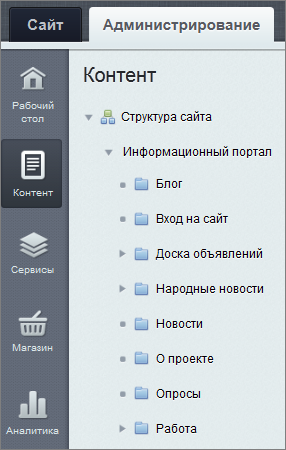 Сайт
Администрирование
Рабочий
стол
Контент
Сервисы
Магазин
Аналитика
Контент
Структура сайта
Информационный портал
Блог
Вход на сайт
Доска объявлений
Народные новости
Новости
О проекте
Опросы
Работа